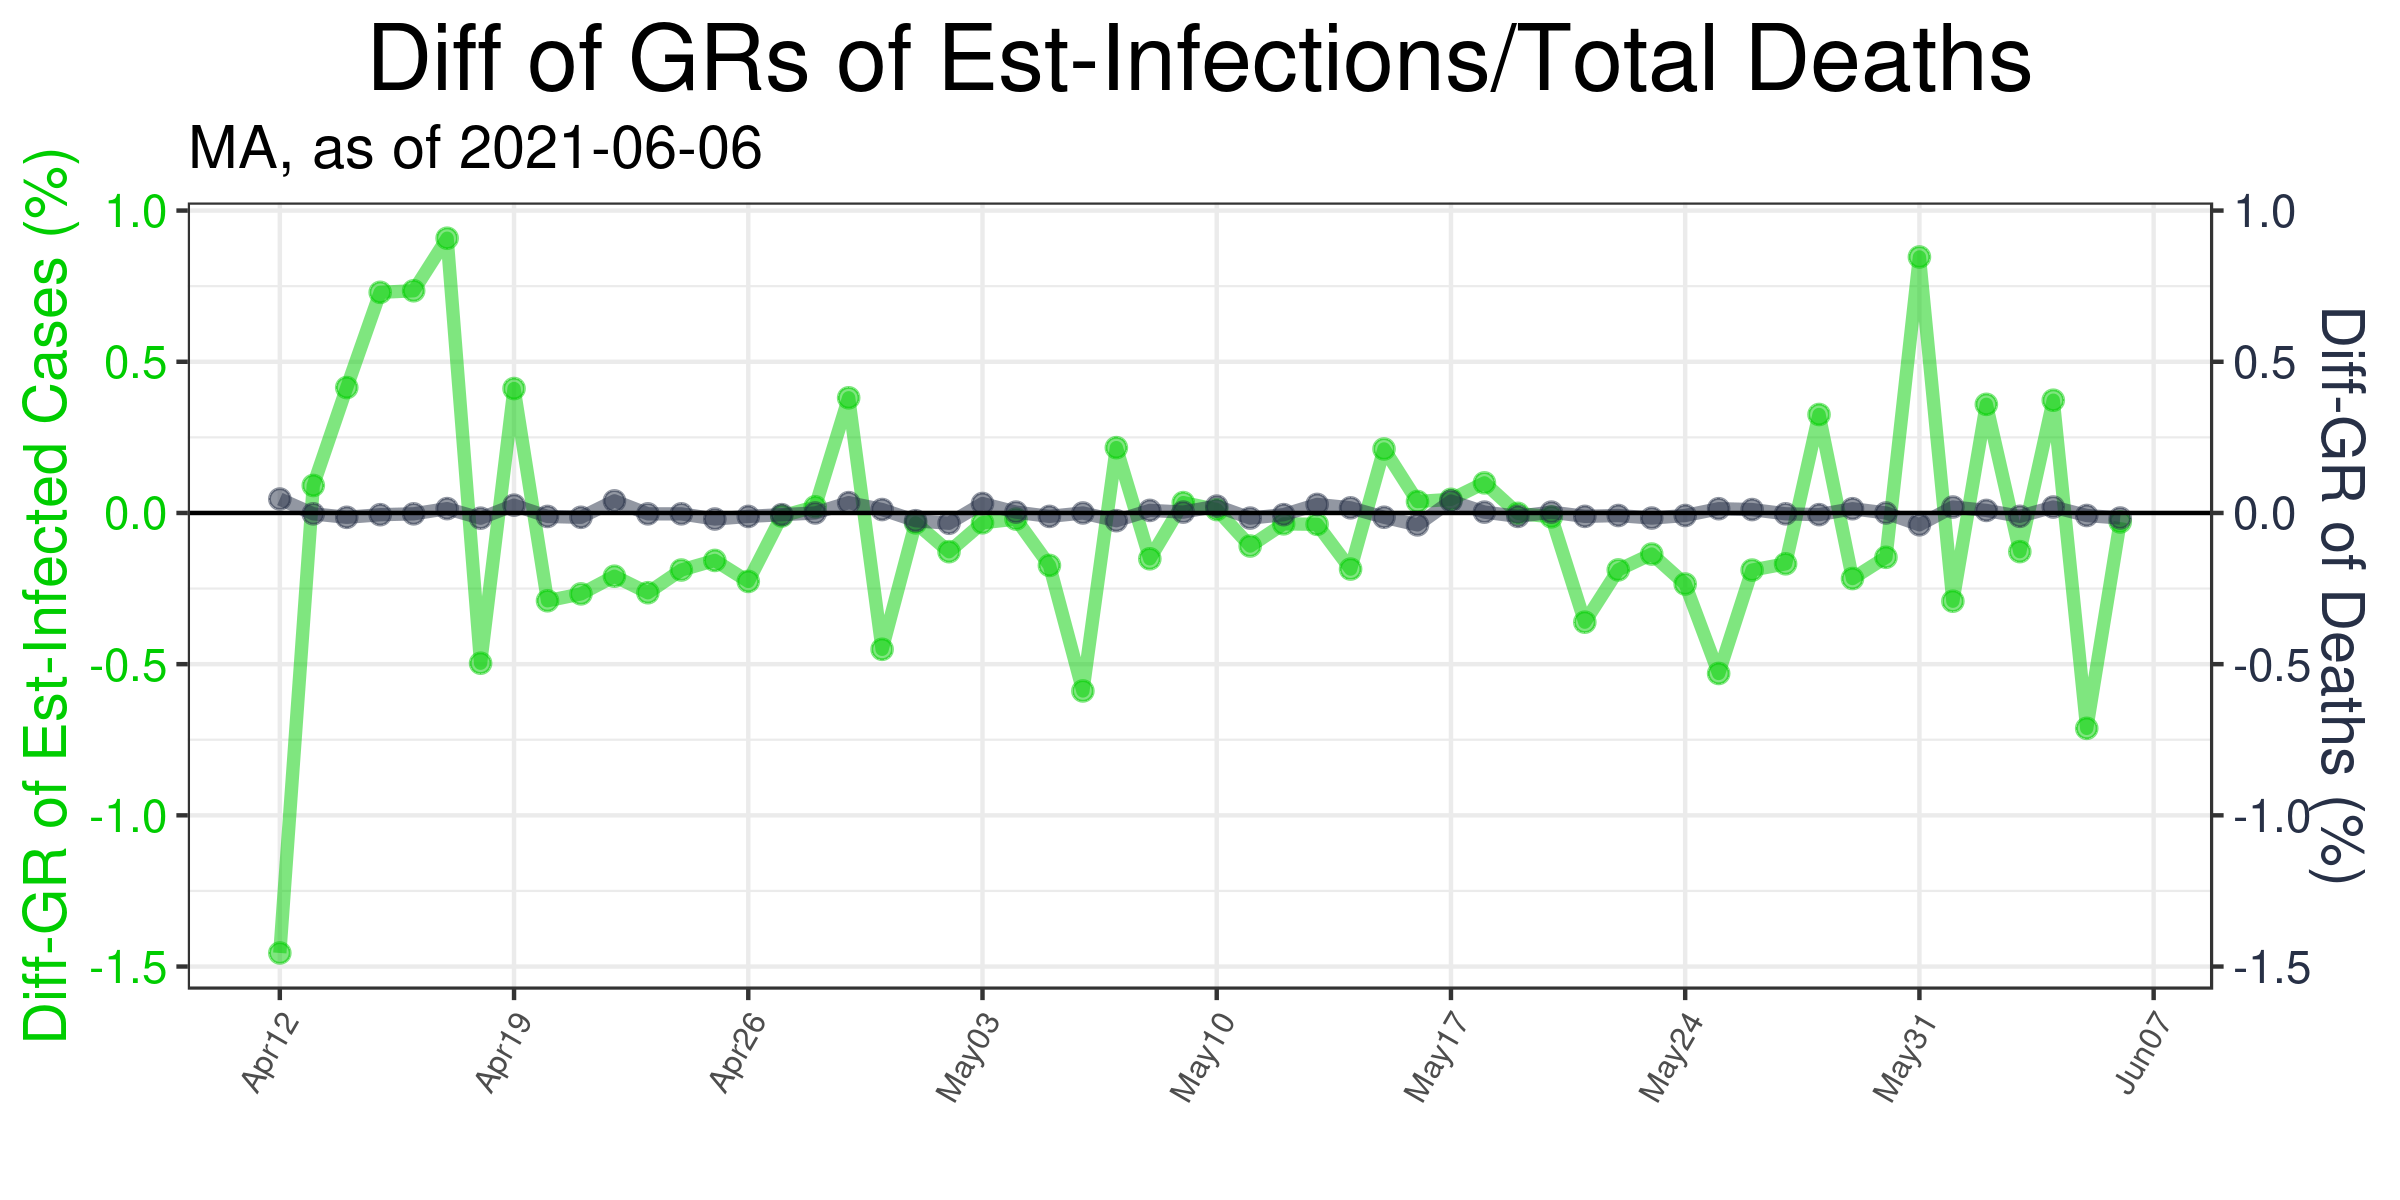 Diff of GRs of Est-Infections/Total Deaths
MA, as of 2021-06-06
Diff-GR of Est-Infected Cases (%)
1.0
0.5
0.0
-0.5
-1.0
-1.5
1.0
0.5
0.0
-0.5
-1.0
-1.5
Diff-GR of Deaths (%)
Apr12
Apr19
Apr26
May03
May10
May17
May24
May31
Jun07